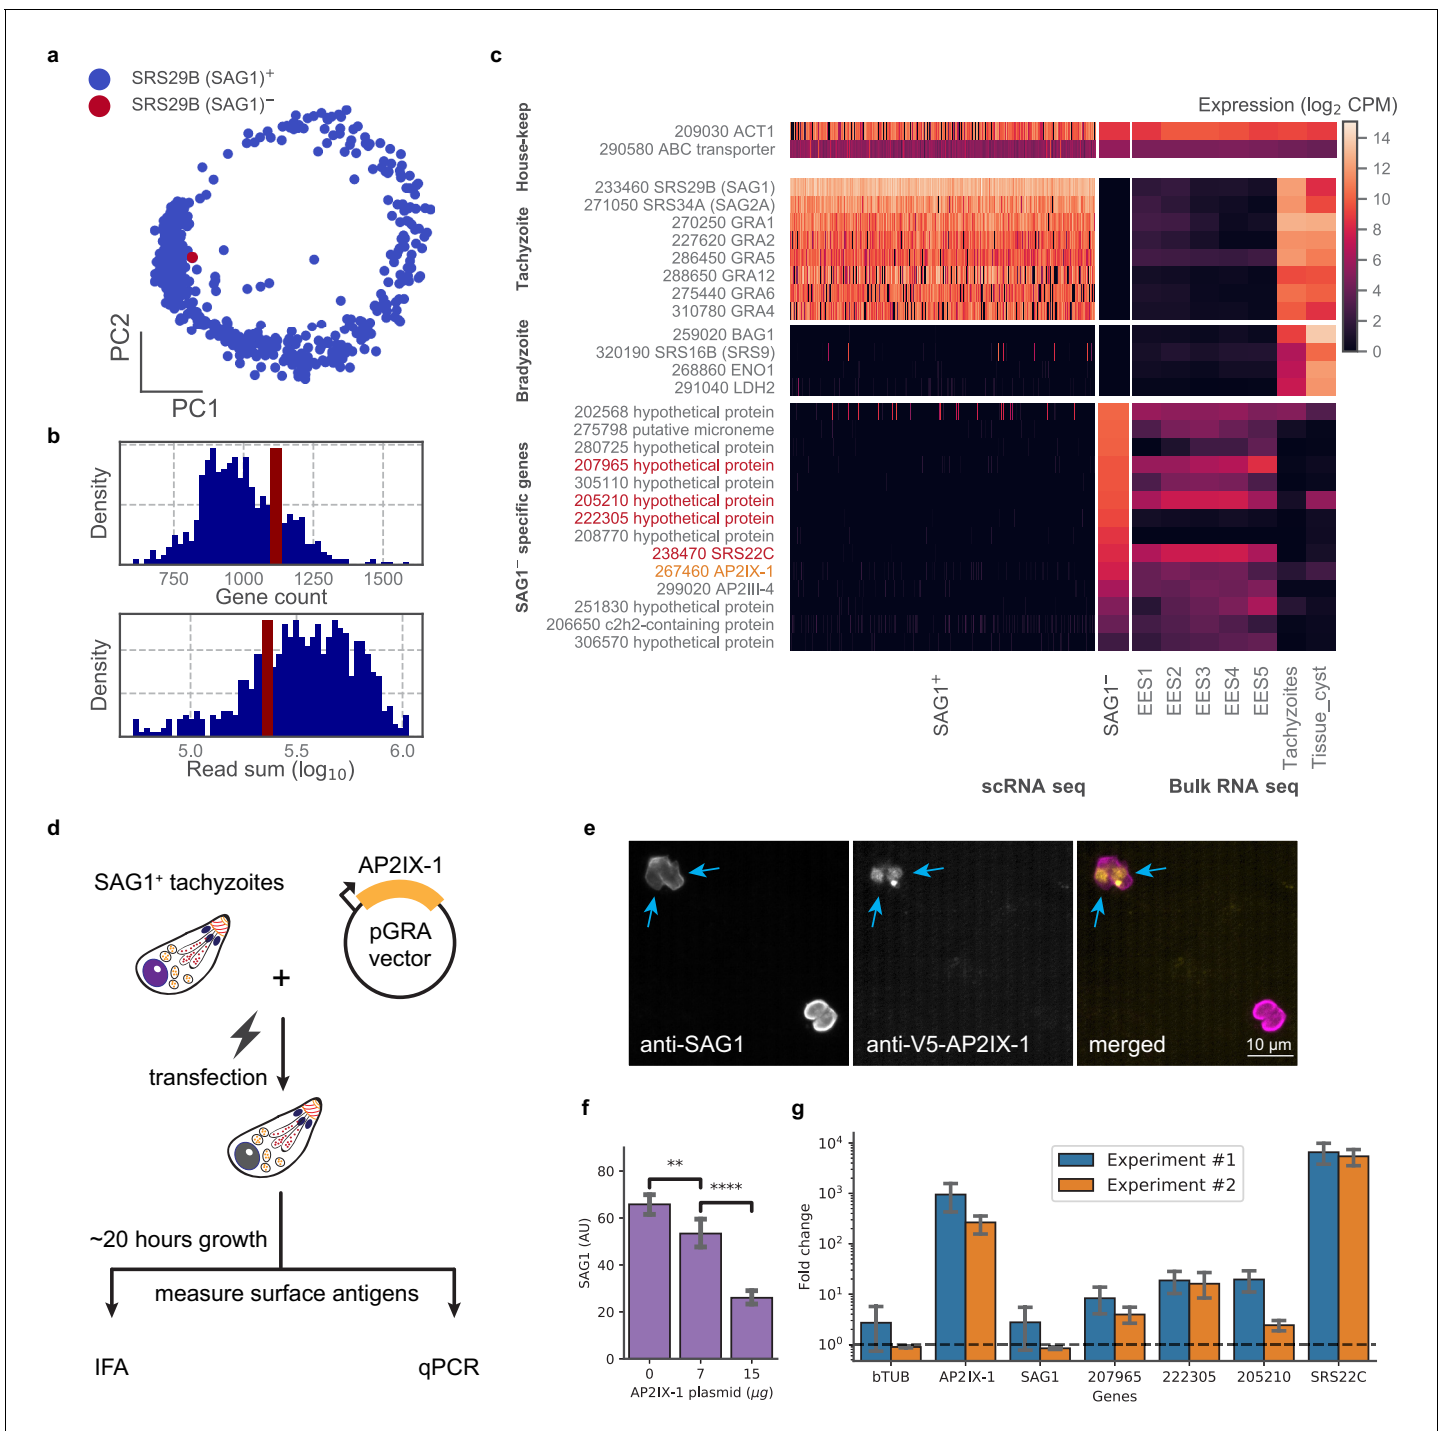 a
SRS29B (SAG1)+
SRS29B (SAG1)−
PC2
PC1
b
Density
750 1000 1250 1500
Gene count
Density
5.0 5.5 6.0
Read sum (log10)
c
Expression (log2 CPM)
14
12
10
8
6
4
2
0
House-keep
209030 ACT1
290580 ABC transporter
Tachyzoite
233460 SRS29B (SAG1)
271050 SRS34A (SAG2A)
270250 GRA1
227620 GRA2
286450 GRA5
288650 GRA12
275440 GRA6
310780 GRA4
Bradyzoite
259020 BAG1
320190 SRS16B (SRS9)
268860 ENO1
291040 LDH2
SAG1− specific genes
202568 hypothetical protein
275798 putative microneme
280725 hypothetical protein
207965 hypothetical protein
305110 hypothetical protein
205210 hypothetical protein
222305 hypothetical protein
208770 hypothetical protein
238470 SRS22C
267460 AP2IX-1
299020 AP2III-4
251830 hypothetical protein
206650 c2h2-containing protein
306570 hypothetical protein
SAG1+
SAG1−
EES1
EES2
EES3
EES4
EES5
Tachyzoites
Tissue_cyst
scRNA seq
Bulk RNA seq
d
SAG1+ tachyzoites
AP2IX-1
pGRA
vector
+
transfection
~20 hours growth
measure surface antigens
IFA
qPCR
e
anti-SAG1
anti-V5-AP2IX-1
merged
10 μm
f
SAG1 (AU)
80
60
40
20
0
**
****
0 7 15
AP2IX-1 plasmid (μg)
g
Fold change
10^4
10^3
10^2
10^1
10^0
Experiment #1
Experiment #2
bTUB AP2IX-1 SAG1 207965 222305 205210 SRS22C
Genes